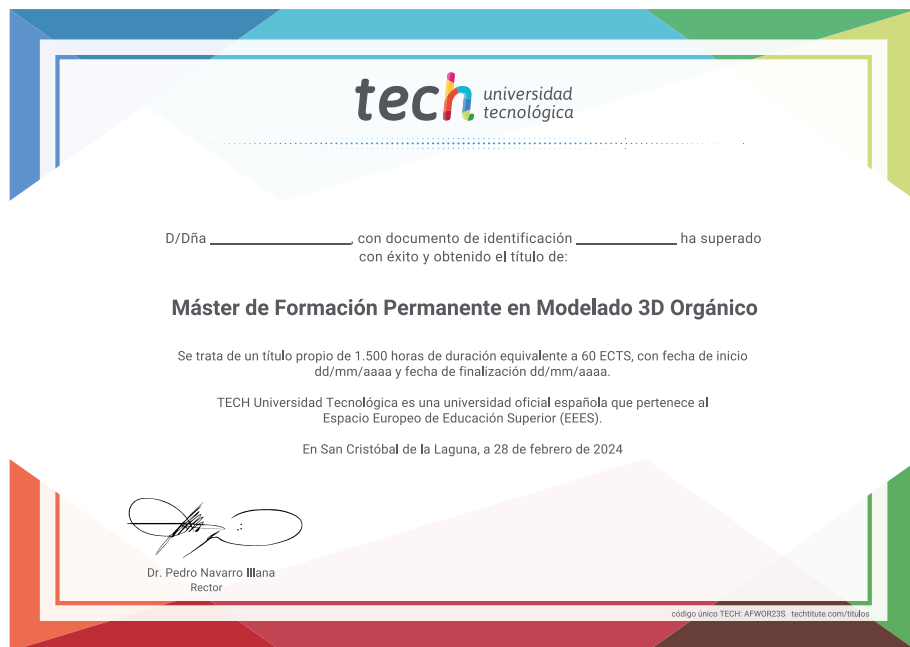 tech universidad
tecnológica
D/Dña ____________________, con documento de identificación ______________ ha superado
con éxito y obtenido el título de:
Máster de Formación Permanente en Modelado 3D Orgánico
Se trata de un título propio de 1.500 horas de duración equivalente a 60 ECTS, con fecha de inicio
dd/mm/aaaa y fecha de finalización dd/mm/aaaa.
TECH Universidad Tecnológica es una universidad oficial española que pertenece al
Espacio Europeo de Educación Superior (EEES).
En San Cristóbal de la Laguna, a 28 de febrero de 2024
Dr. Pedro Navarro Illana
Rector
código único TECH: AFWOR23S techtitute.com/titulos